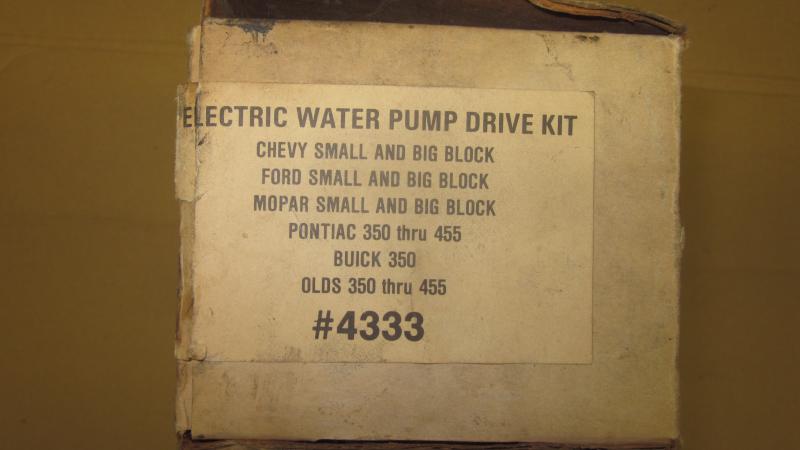 ELECTRIC WATER PUMP DRIVE KIT
CHEVY SMALL AND BIG BLOCK
FORD SMALL AND BIG BLOCK
MOPAR SMALL AND BIG BLOCK
PONTIAC 350 thru 455
BUICK 350
OLDS 350 thru 455
#4333